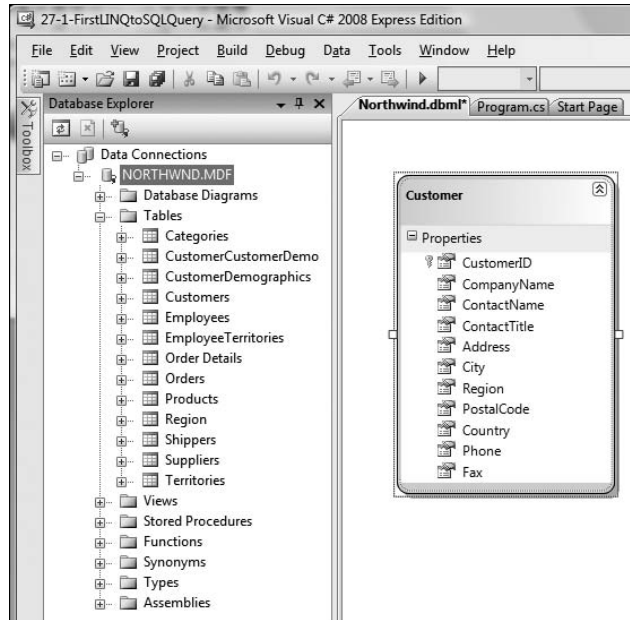 27-1-FirstLINQtoSQLQuery - Microsoft Visual C# 2008 Express Edition
File Edit View Project Build Debug Data Tools Window Help
Toolbox
Database Explorer
Data Connections
NORTHWND.MDF
Database Diagrams
Tables
Categories
CustomerCustomerDemo
CustomerDemographics
Customers
Employees
EmployeeTerritories
Order Details
Orders
Products
Region
Shippers
Suppliers
Territories
Views
Stored Procedures
Functions
Synonyms
Types
Assemblies
Northwind.dbml* Program.cs Start Page
Customer
Properties
CustomerID
CompanyName
ContactName
ContactTitle
Address
City
Region
PostalCode
Country
Phone
Fax